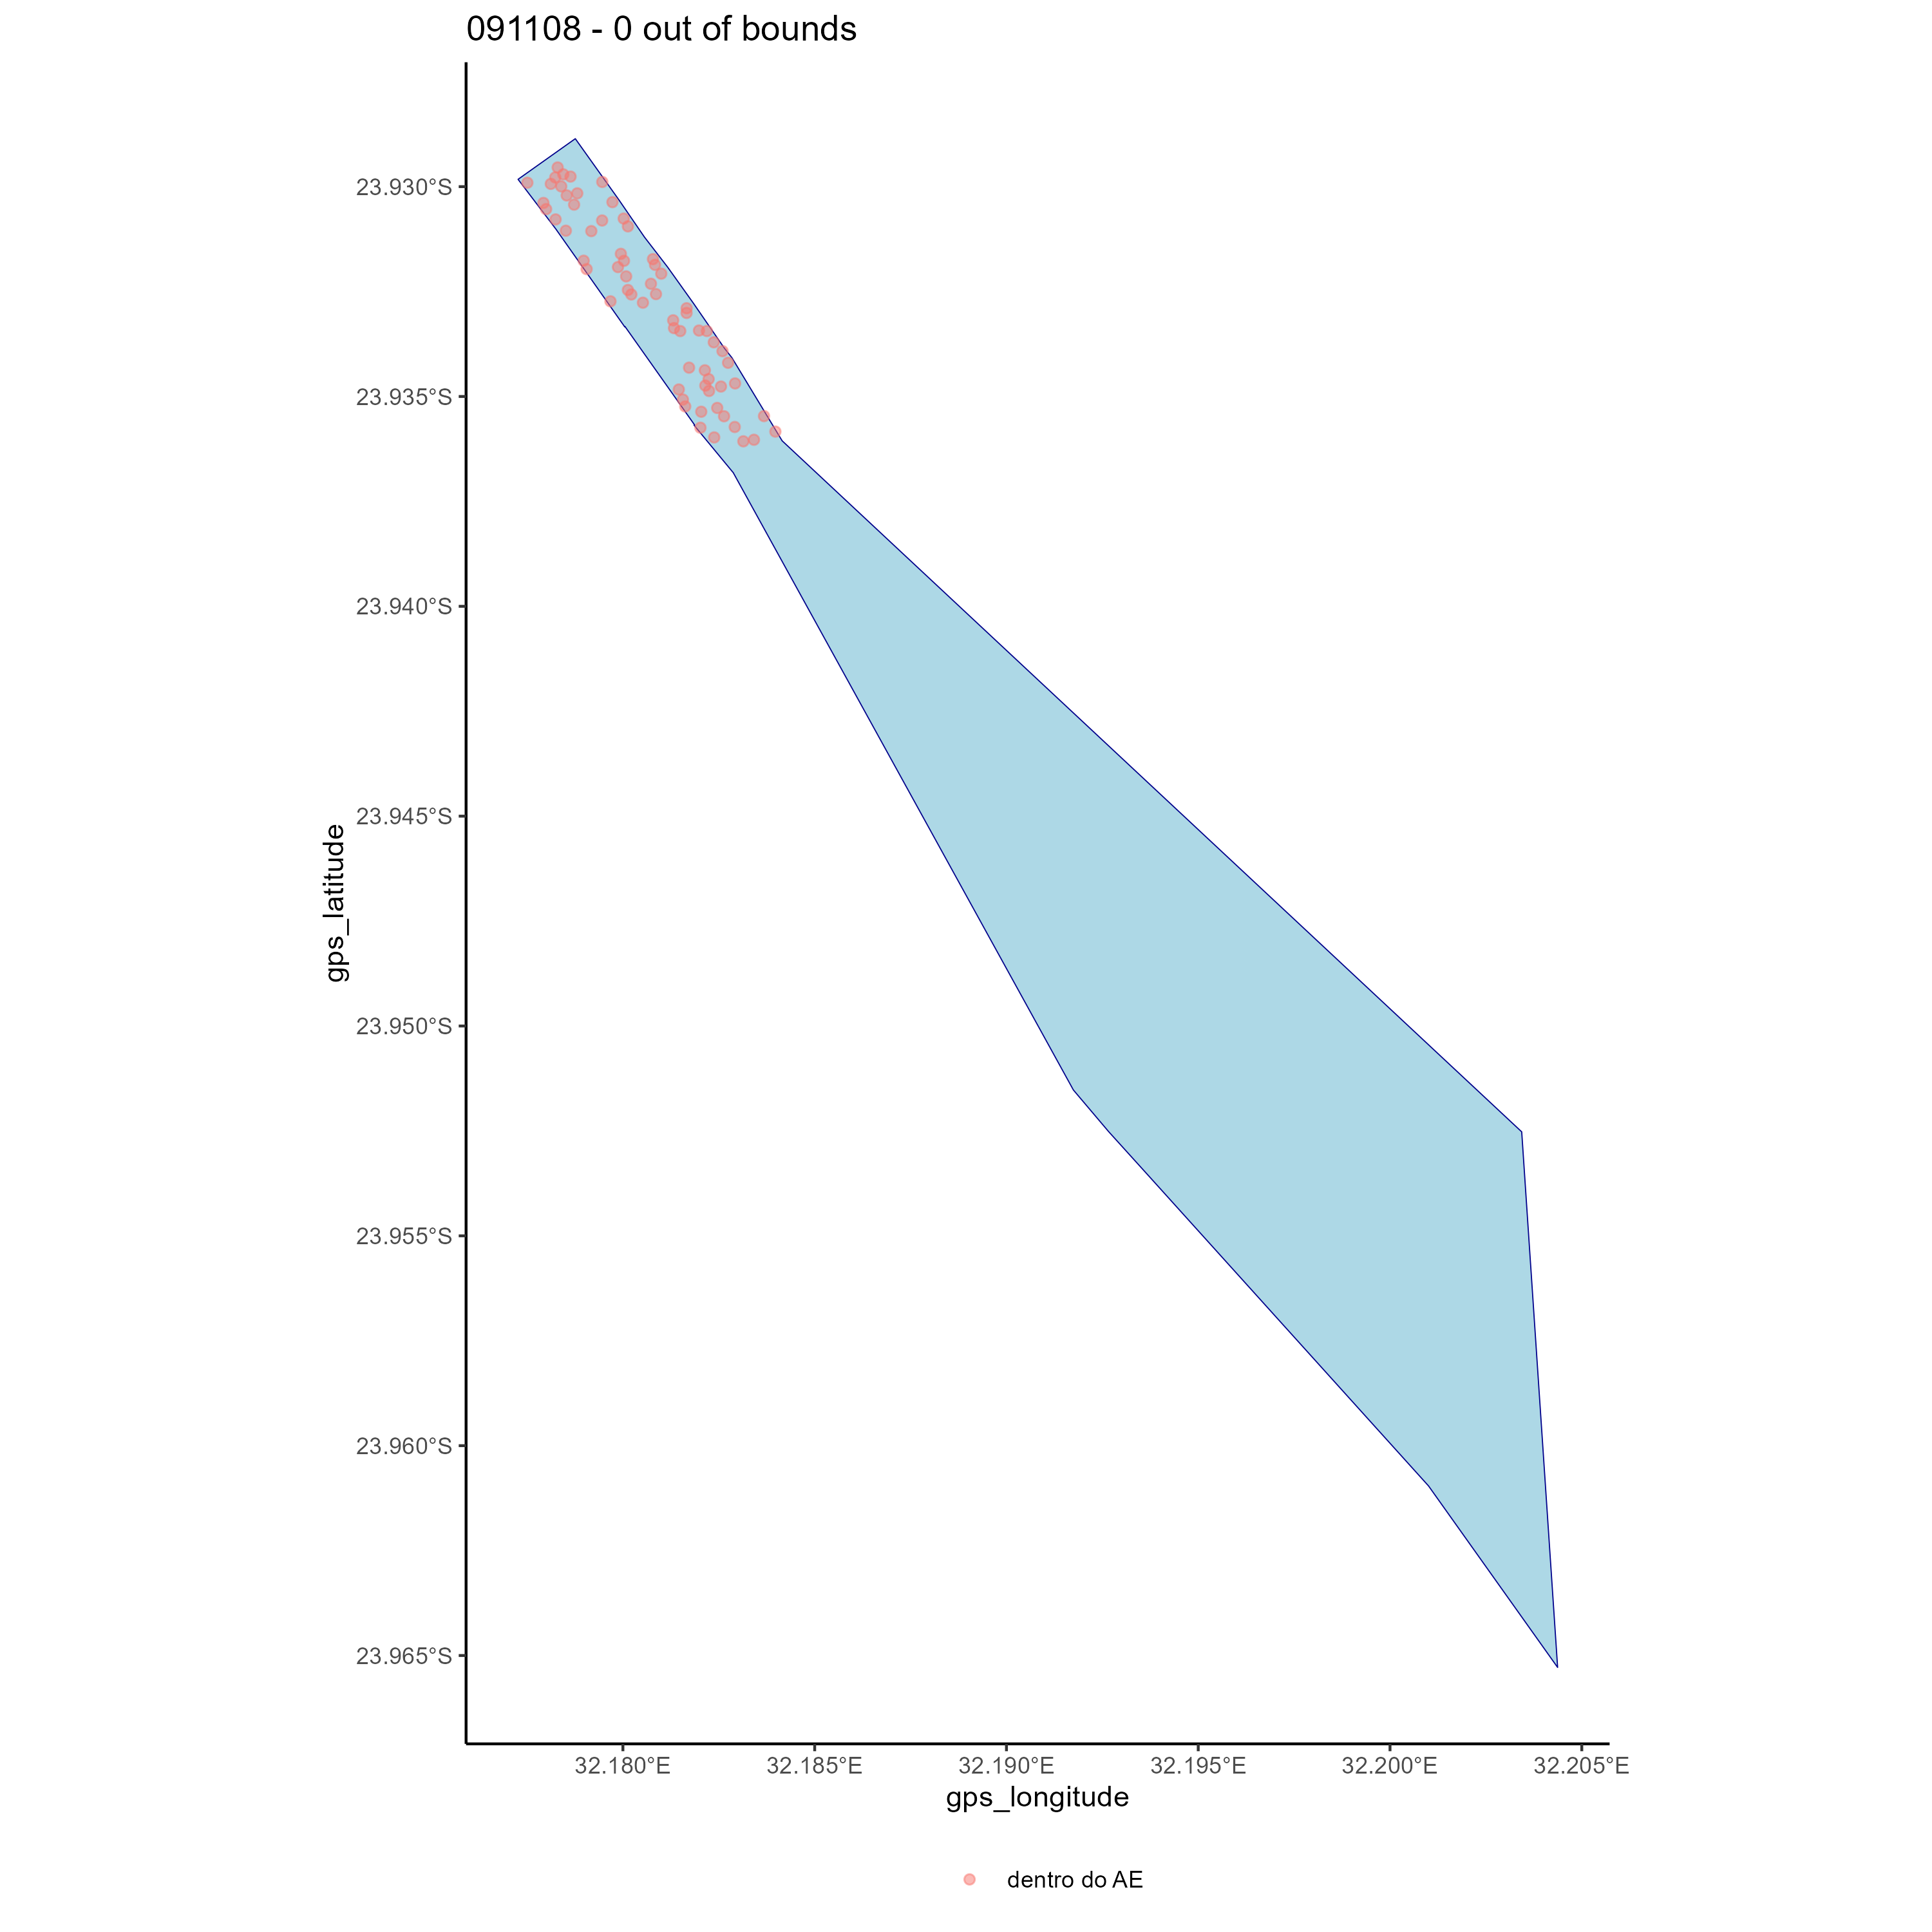 091108 - 0 out of bounds
23.930°S
23.935°S
23.940°S
23.945°S
23.950°S
23.955°S
23.960°S
23.965°S
gps_latitude
32.180°E 32.185°E 32.190°E 32.195°E 32.200°E 32.205°E
gps_longitude
dentro do AE